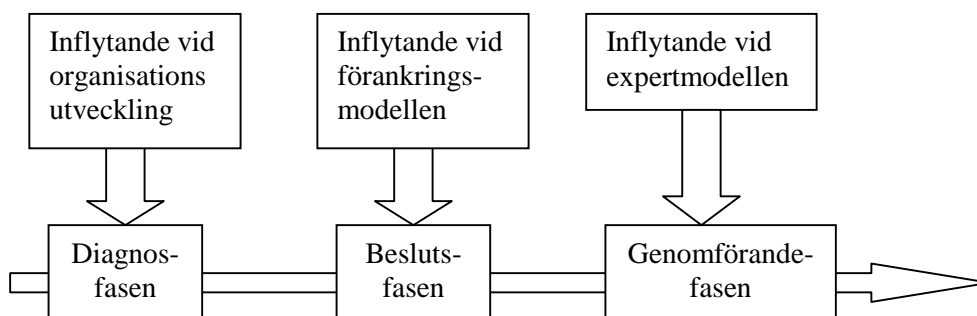 Inflytande vid
organisations
utveckling
Inflytande vid
förankrings-
modellen
Inflytande vid
expertmodellen
Diagnos-
fasen
Besluts-
fasen
Genomförande-
fasen